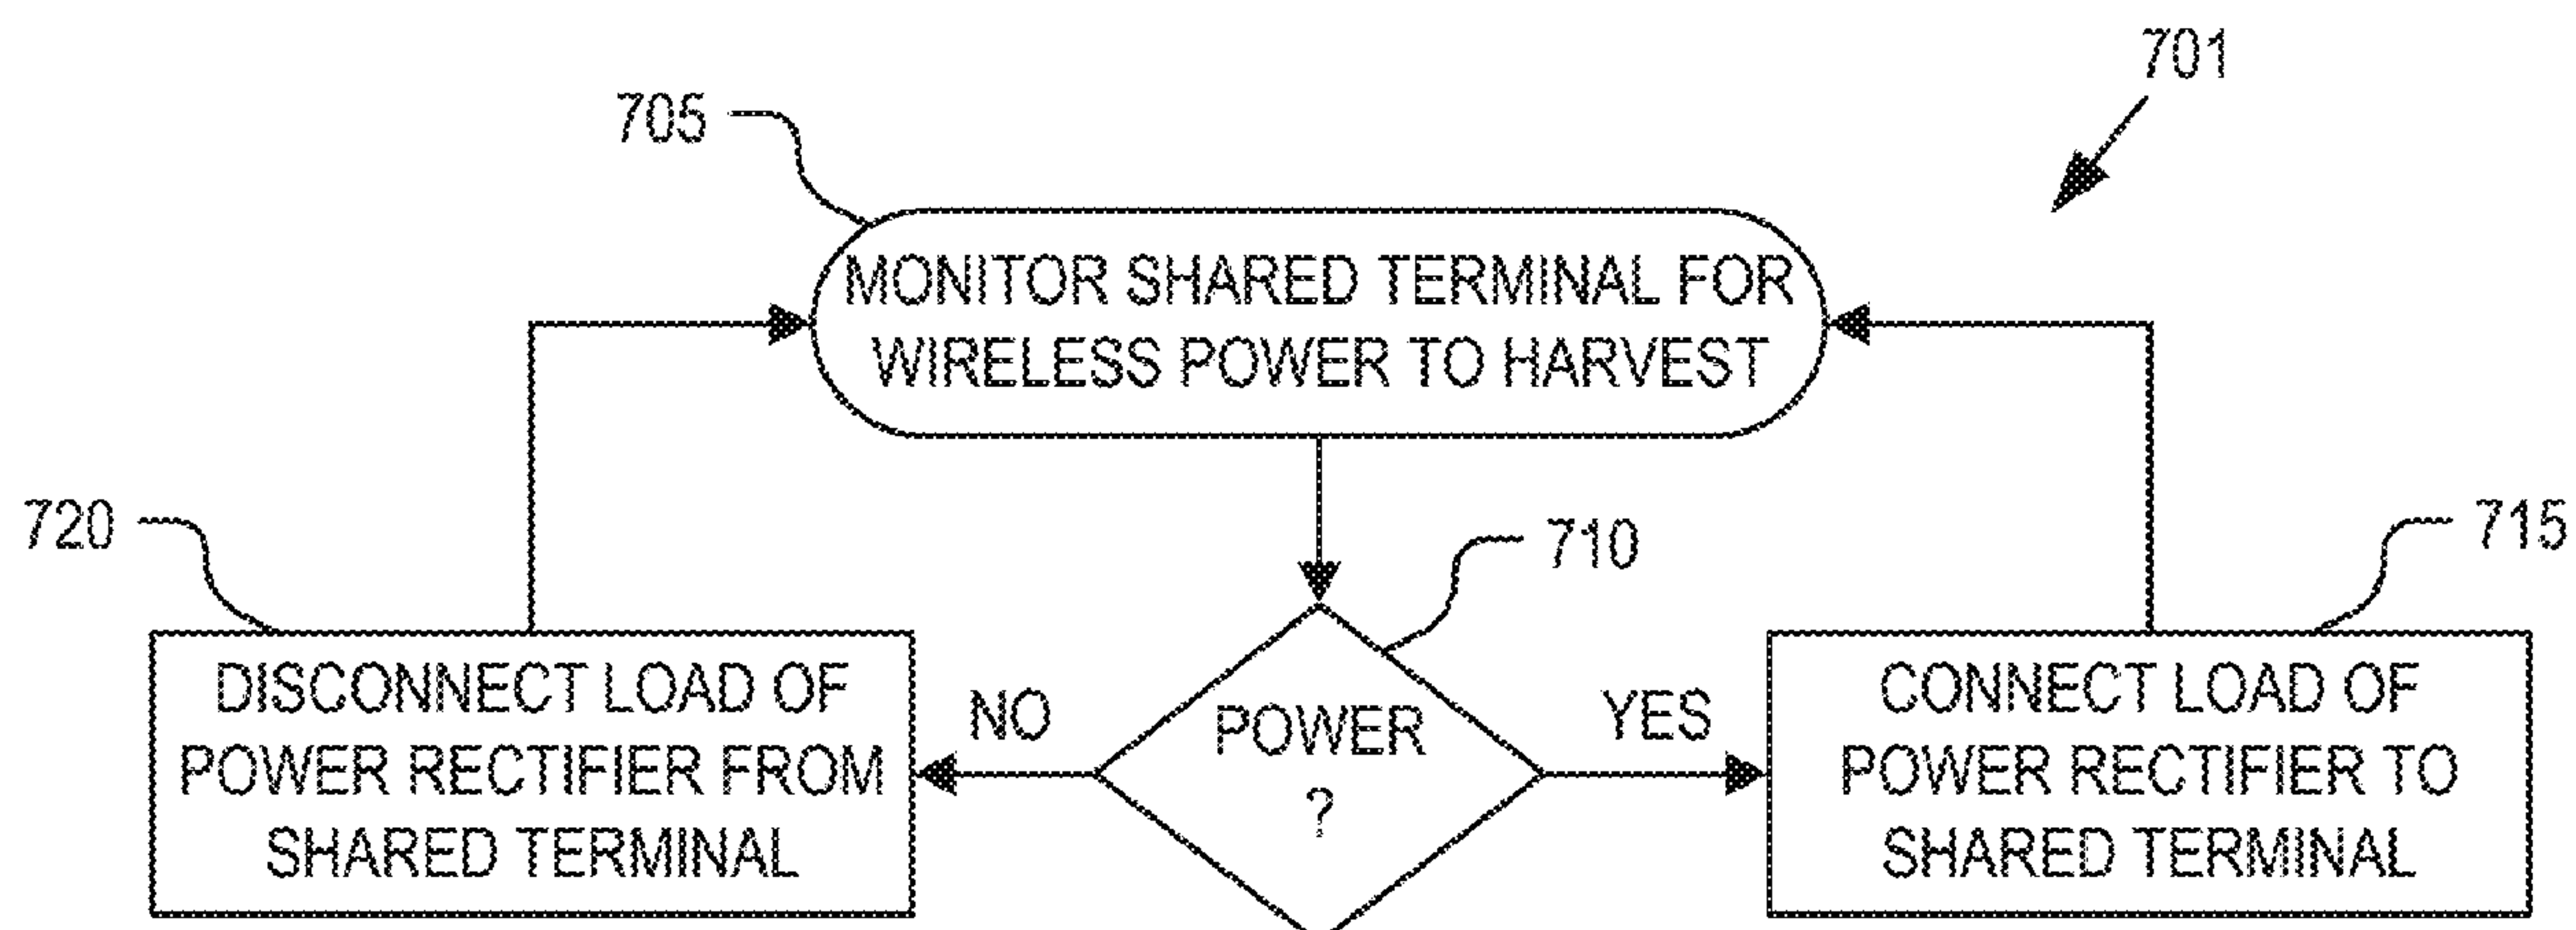 701
705
MONITOR SHARED TERMINAL FOR
WIRELESS POWER TO HARVEST
720
710
715
DISCONNECT LOAD OF
POWER RECTIFIER FROM
SHARED TERMINAL
NO
POWER
?
YES
CONNECT LOAD OF
POWER RECTIFIER TO
SHARED TERMINAL